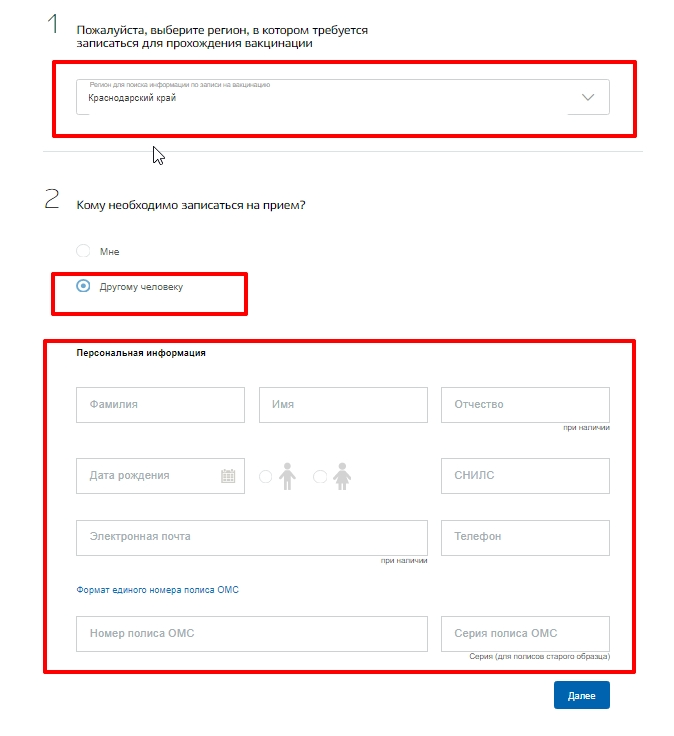 1
Пожалуйста, выберите регион, в котором требуется
записаться для прохождения вакцинации
Регион для поиска информации по записи на вакцинацию
Краснодарский край
2
Кому необходимо записаться на прием?
Мне
Другому человеку
Персональная информация
Фамилия
Имя
Отчество
при наличии
Дата рождения
СНИЛС
Электронная почта
Телефон
при наличии
Формат единого номера полиса ОМС
Номер полиса ОМС
Серия полиса ОМС
Серия (для полисов старого образца)
Далее